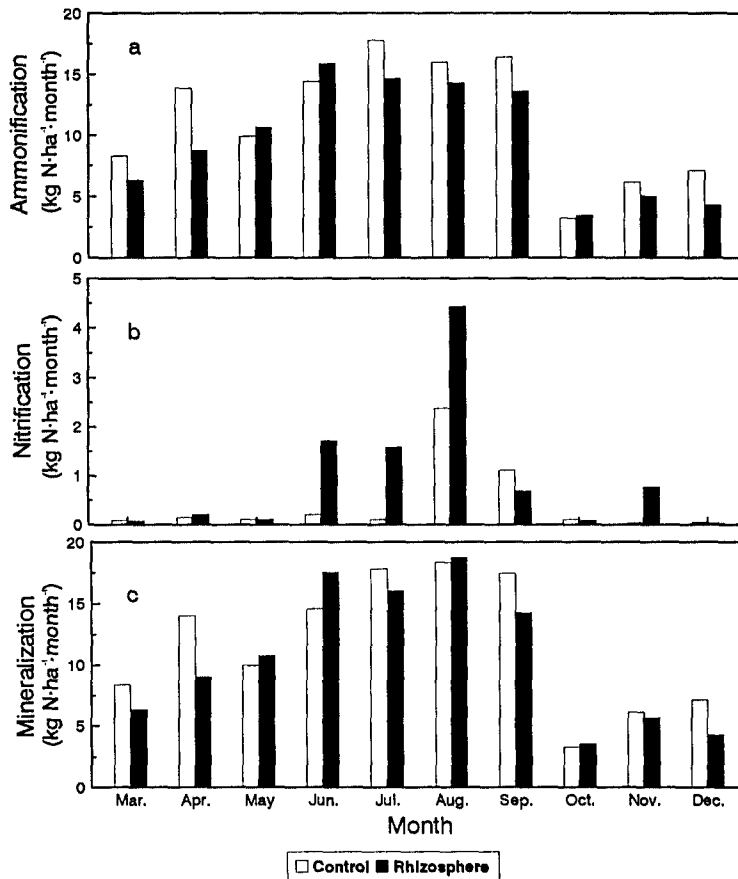 20
15
10
5
0
Ammonification
(kg N·ha⁻¹·month⁻¹)
a
5
4
3
2
1
0
Nitrification
(kg N·ha⁻¹·month⁻¹)
b
20
15
10
5
0
Mineralization
(kg N·ha⁻¹·month⁻¹)
c
Mar. Apr. May Jun. Jul. Aug. Sep. Oct. Nov. Dec.
Month
Control Rhizosphere